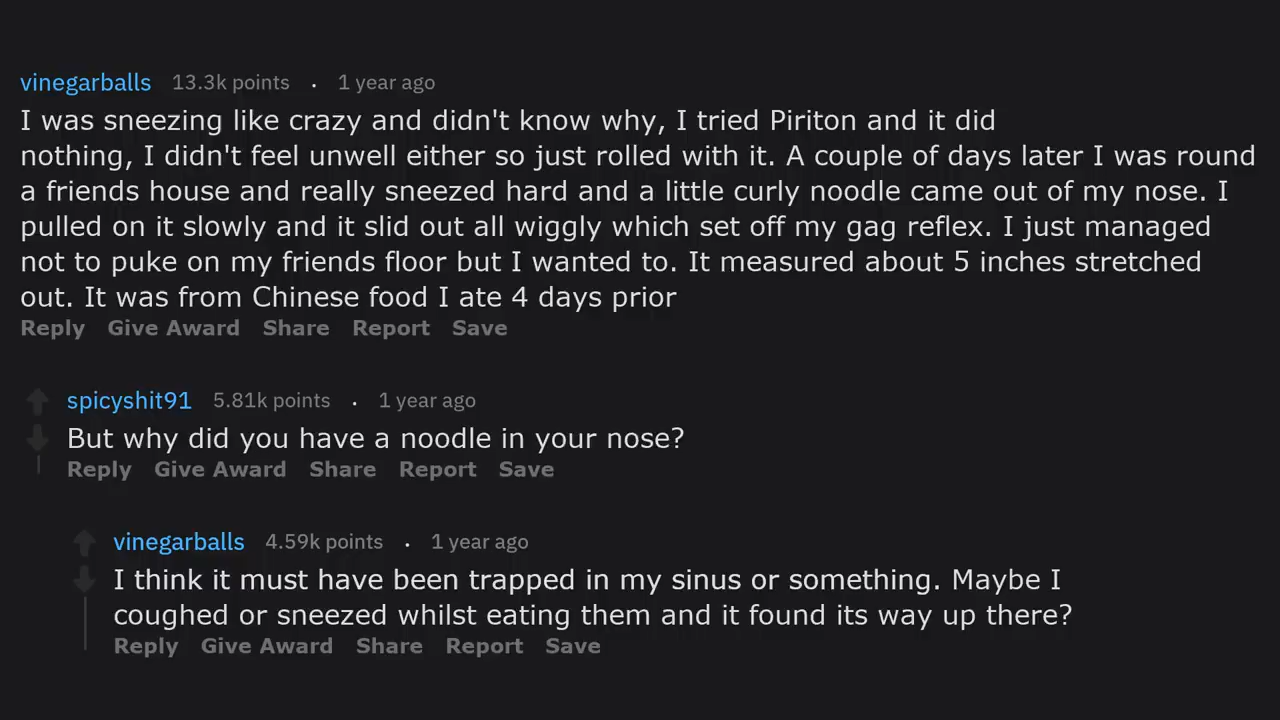 vinegarballs 13.3k points . 1 year ago
I was sneezing like crazy and didn't know why, I tried Piriton and it did
nothing, I didn't feel unwell either so just rolled with it. A couple of days later I was round
a friends house and really sneezed hard and a little curly noodle came out of my nose. I
pulled on it slowly and it slid out all wiggly which set off my gag reflex. I just managed
not to puke on my friends floor but I wanted to. It measured about 5 inches stretched
out. It was from Chinese food I ate 4 days prior
Reply Give Award Share Report Save
spicyshit91 5.81k points . 1 year ago
But why did you have a noodle in your nose?
Reply Give Award Share Report Save
vinegarballs 4.59k points . 1 year ago
I think it must have been trapped in my sinus or something. Maybe I
coughed or sneezed whilst eating them and it found its way up there?
Reply Give Award Share Report Save